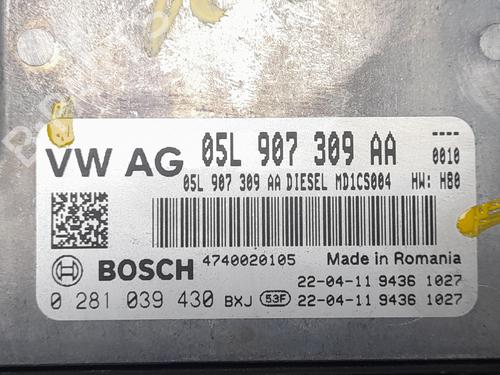 VW AG 05L 907 309 AA ---- 0010
05L 907 309 AA DIESEL MD1CS004 HW: H80
BOSCH 4740020105 Made in Romania
22-04-11 9436 1027
0 281 039 430 BXJ 53F 22-04-11 9436 1027